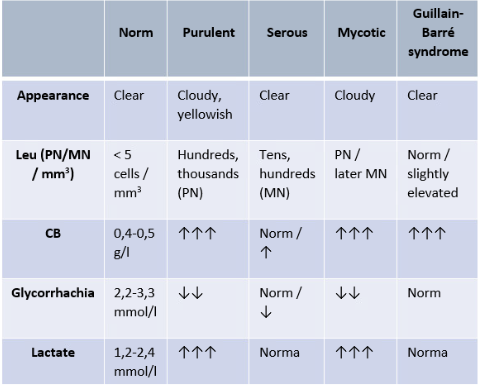 Norm Purulent Serous Mycotic Guillain-
Barré
syndrome
Appearance Clear Cloudy, Clear Cloudy Clear
yellowish
Leu (PN/MN < 5 Hundreds, Tens, PN / Norm /
/ mm³) cells / thousands hundreds later MN slightly
mm³ (PN) (MN) elevated
CB 0,4-0,5 ↑↑↑ Norm / ↑↑↑ ↑↑↑
g/l ↑
Glycorrhachia 2,2-3,3 ↓↓ Norm / ↓↓ Norm
mmol/l ↓
Lactate 1,2-2,4 ↑↑↑ Norma ↑↑↑ Norma
mmol/l